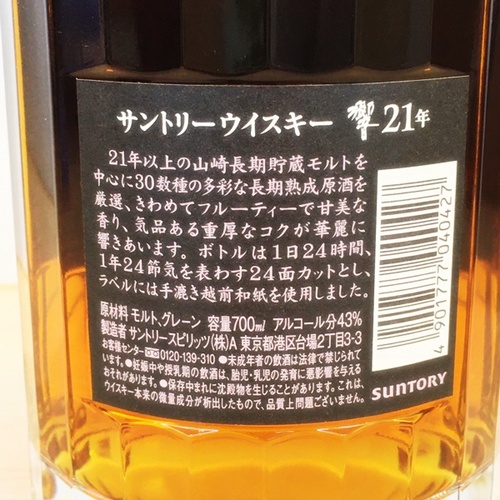 サントリーウイスキー 響 21年
21年以上の山崎長期貯蔵モルトを
中心に30数種の多彩な長期熟成原酒を
厳選、きわめてフルーティーで甘美な
香り、気品ある重厚なコクが華麗に
響きあいます。ボトルは1日24時間、
1年24節気を表わす24面カットとし、
ラベルには手漉き越前和紙を使用しました。
原材料 モルト、グレーン 容量700ml アルコール分43%
製造者 サントリースピリッツ(株)A 東京都港区台場2丁目3-3
お客様センター 0120-139-310 ●未成年者の飲酒は法律で禁じられて
います。●妊娠中や授乳期の飲酒は、胎児・乳児の発育に悪影響を与える
おそれがあります。●保存中まれに沈殿物を生じることがあります。これは、
ウイスキー本来の微量成分が析出したもので、品質上問題ございません。
4901777040427
SUNTORY